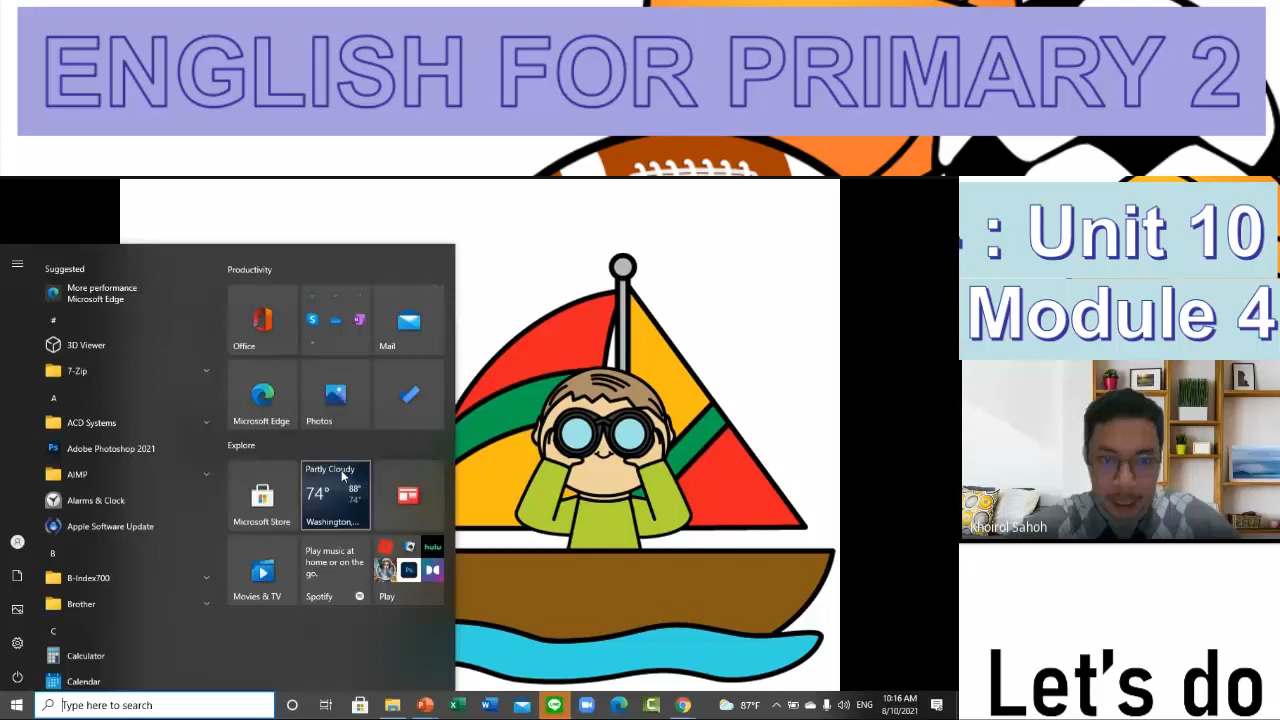 ENGLISH FOR PRIMARY 2
: Unit 10
Module 4
Khoirol Sahoh
Let's do
Suggested
More performance
Microsoft Edge
#
3D Viewer
7-Zip
A
ACD Systems
Adobe Photoshop 2021
AIMP
Alarms & Clock
Apple Software Update
B
B-Index700
Brother
C
Calculator
Calendar
Productivity
Office
Mail
Microsoft Edge
Photos
Explore
Microsoft Store
Partly Cloudy
74°
88°
74°
Washington,...
Movies & TV
Play music at
home or on the
go.
Spotify
hulu
Ps
Play
Type here to search
87°F
ENG
10:16 AM
8/10/2021